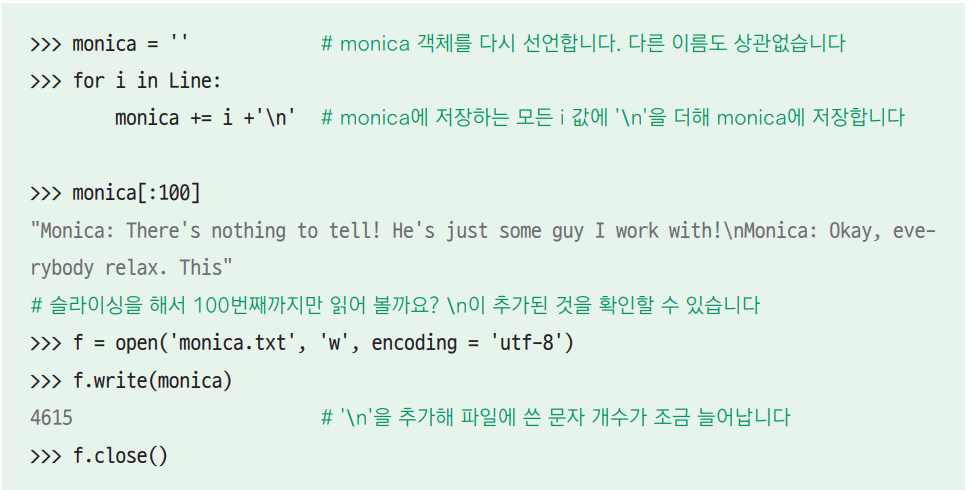 >>> monica = '' # monica 객체를 다시 선언합니다. 다른 이름도 상관없습니다
>>> for i in Line:
monica += i +'\n' # monica에 저장하는 모든 i 값에 '\n'을 더해 monica에 저장합니다
>>> monica[:100]
"Monica: There's nothing to tell! He's just some guy I work with!\nMonica: Okay, eve-
rybody relax. This"
# 슬라이싱을 해서 100번째까지만 읽어 볼까요? \n이 추가된 것을 확인할 수 있습니다
>>> f = open('monica.txt', 'w', encoding = 'utf-8')
>>> f.write(monica)
4615 # '\n'을 추가해 파일에 쓴 문자 개수가 조금 늘어납니다
>>> f.close()